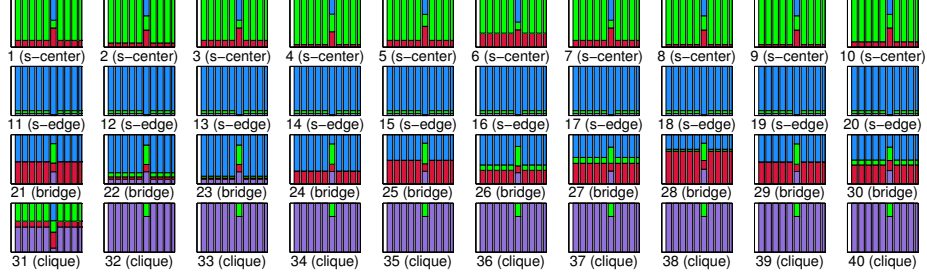 1 (s−center) 2 (s−center) 3 (s−center) 4 (s−center) 5 (s−center) 6 (s−center) 7 (s−center) 8 (s−center) 9 (s−center) 10 (s−center)
11 (s−edge) 12 (s−edge) 13 (s−edge) 14 (s−edge) 15 (s−edge) 16 (s−edge) 17 (s−edge) 18 (s−edge) 19 (s−edge) 20 (s−edge)
21 (bridge) 22 (bridge) 23 (bridge) 24 (bridge) 25 (bridge) 26 (bridge) 27 (bridge) 28 (bridge) 29 (bridge) 30 (bridge)
31 (clique) 32 (clique) 33 (clique) 34 (clique) 35 (clique) 36 (clique) 37 (clique) 38 (clique) 39 (clique) 40 (clique)